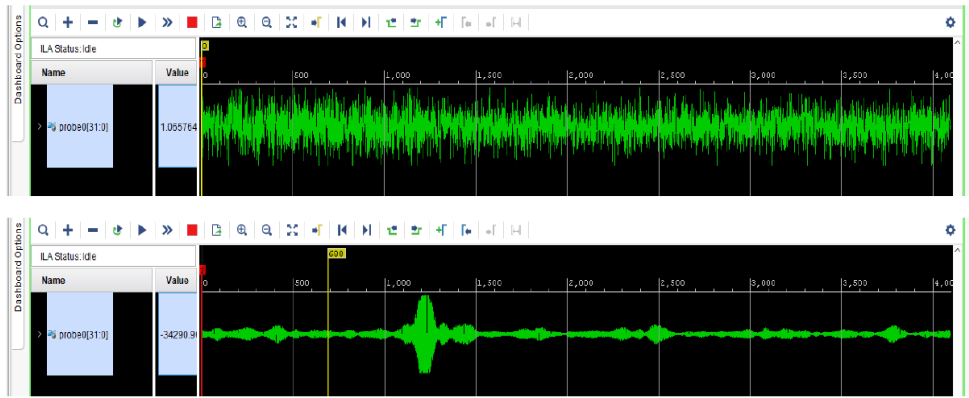 Dashboard Options
ILA Status: Idle
Name Value
0
0 500 1,000 1,500 2,000 2,500 3,000 3,500 4,00
probe0[31:0] 1.055764
Dashboard Options
ILA Status: Idle
Name Value
0 500 1,000 1,500 2,000 2,500 3,000 3,500 4,00
probe0[31:0] -34290.90